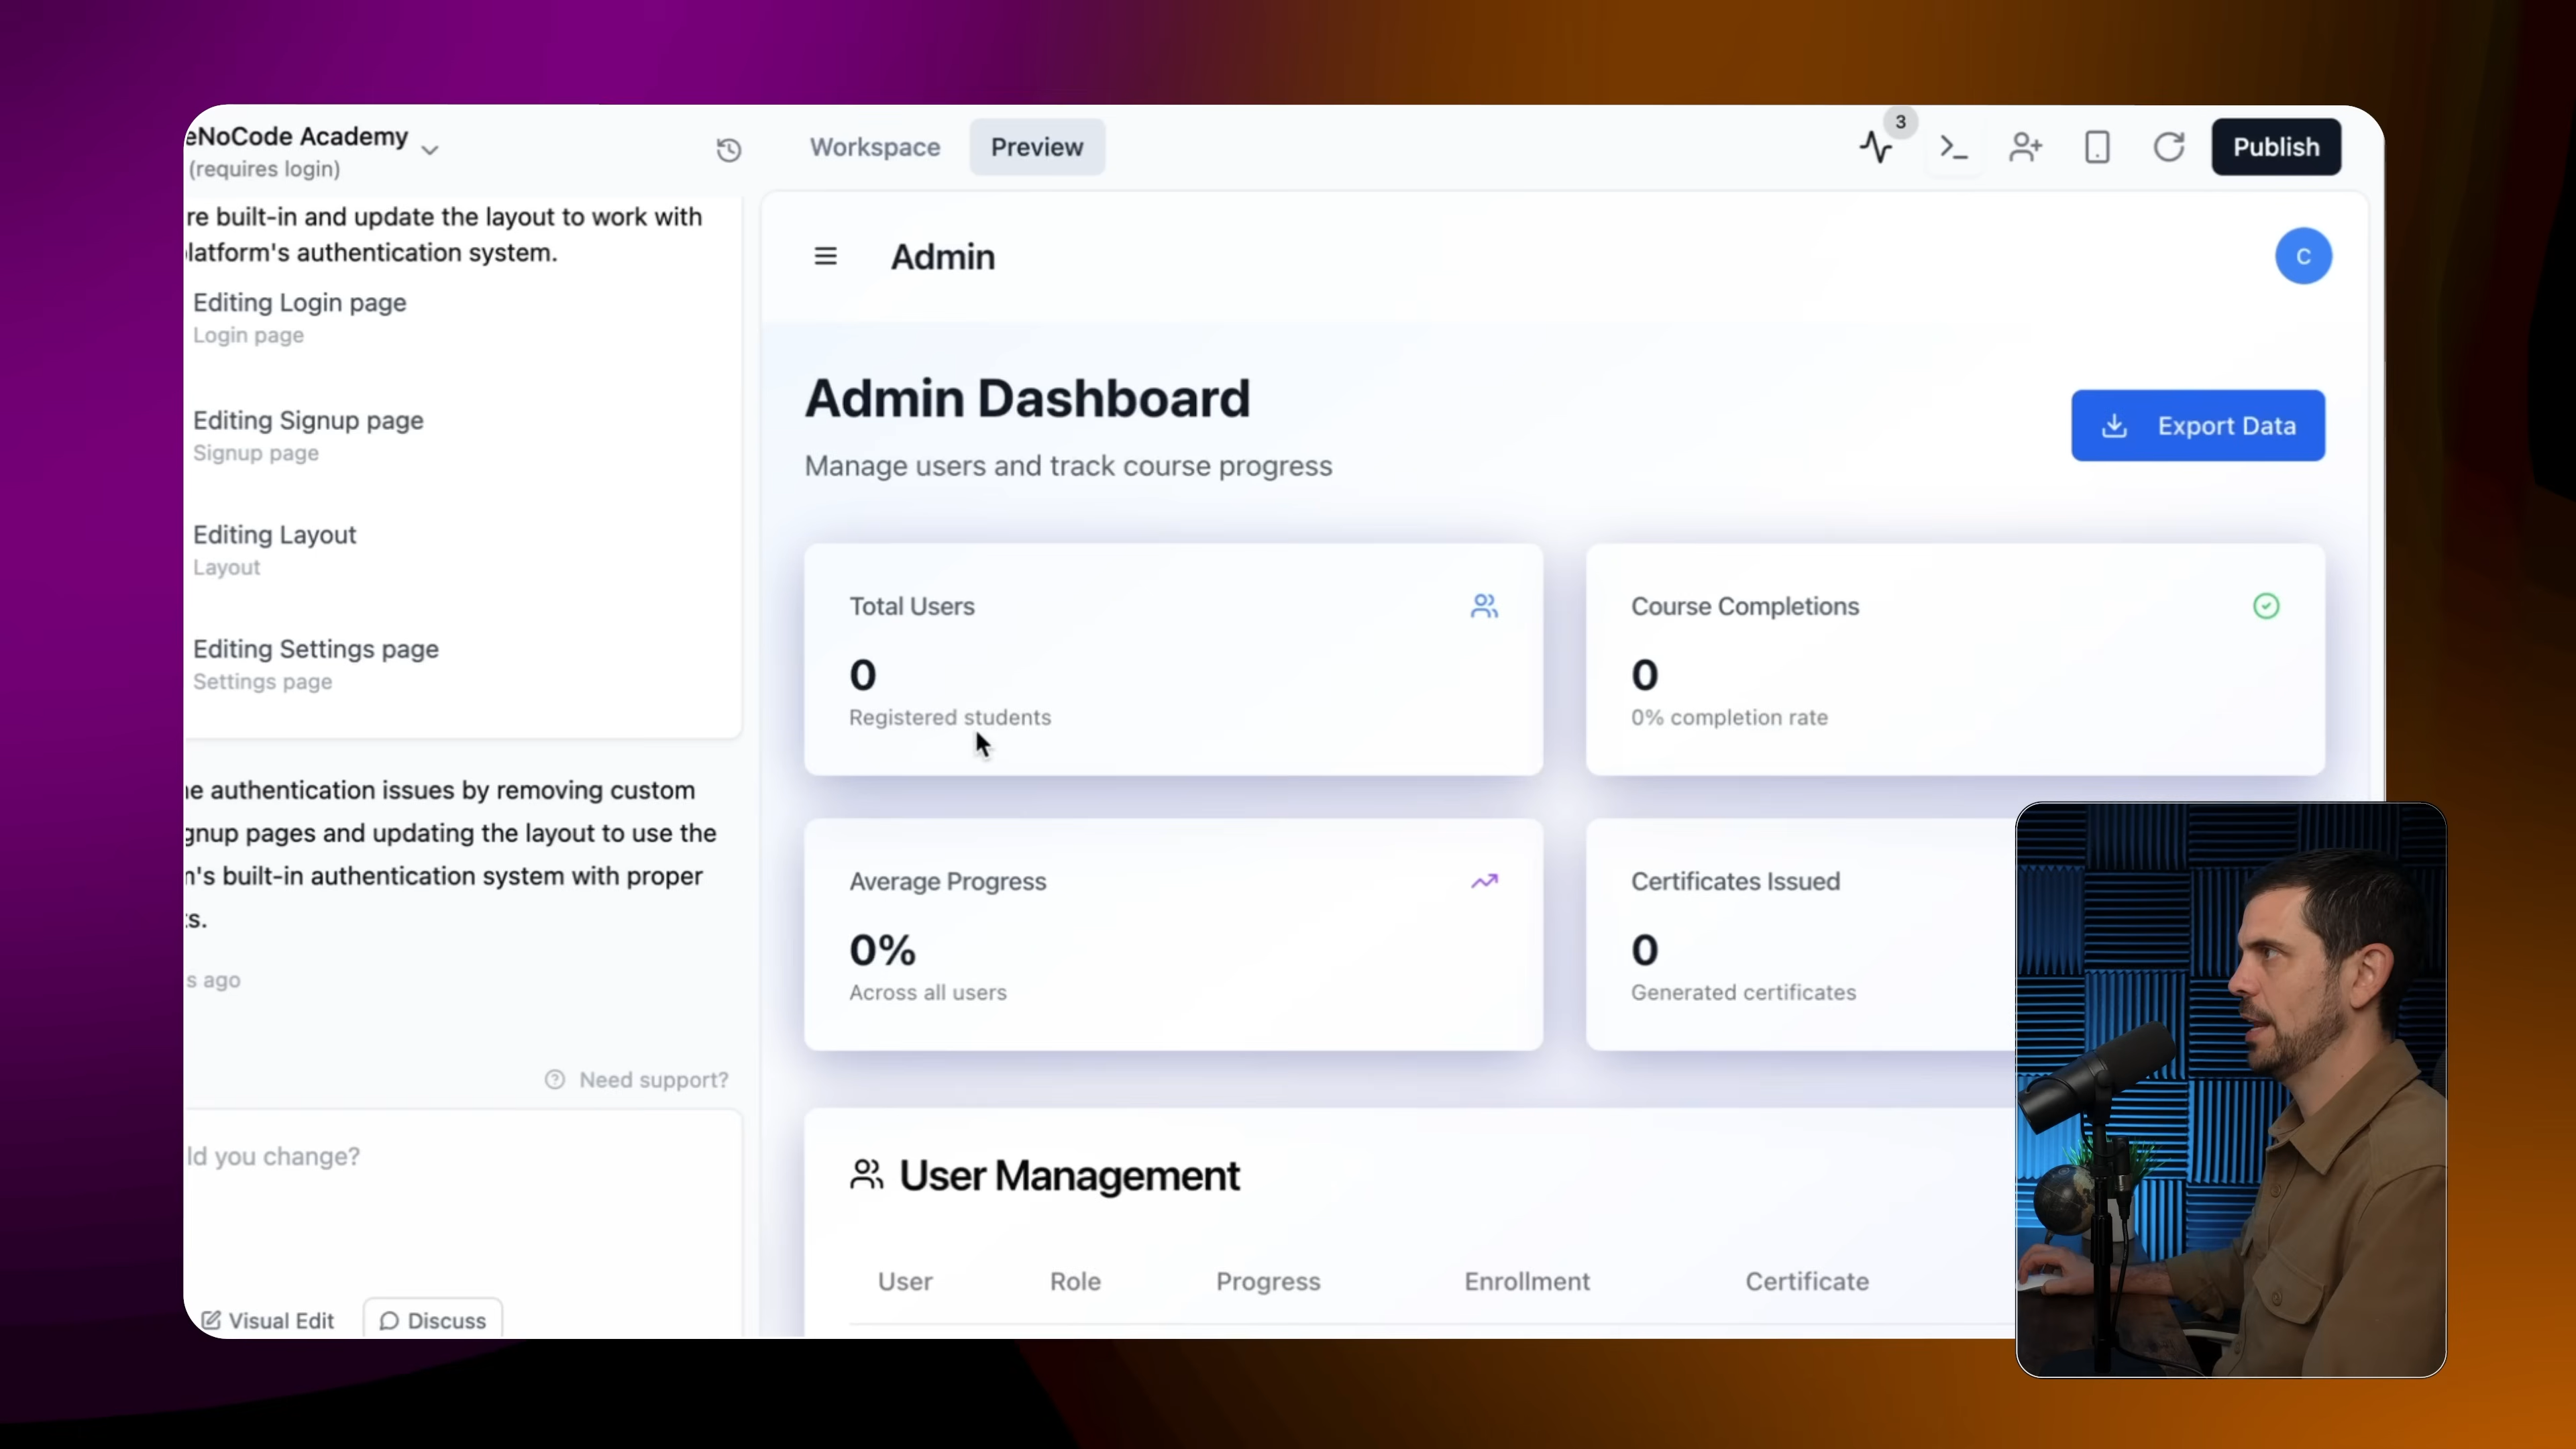 eNoCode Academy
(requires login)
Workspace
Preview
3
Publish
re built-in and update the layout to work with
latform's authentication system.
Editing Login page
Login page
Editing Signup page
Signup page
Editing Layout
Layout
Editing Settings page
Settings page
ne authentication issues by removing custom
gnup pages and updating the layout to use the
n's built-in authentication system with proper
ts.
s ago
Need support?
ld you change?
Visual Edit
Discuss
Admin
C
Admin Dashboard
Manage users and track course progress
Export Data
Total Users
0
Registered students
Course Completions
0
0% completion rate
Average Progress
0%
Across all users
Certificates Issued
0
Generated certificates
User Management
User Role Progress Enrollment Certificate